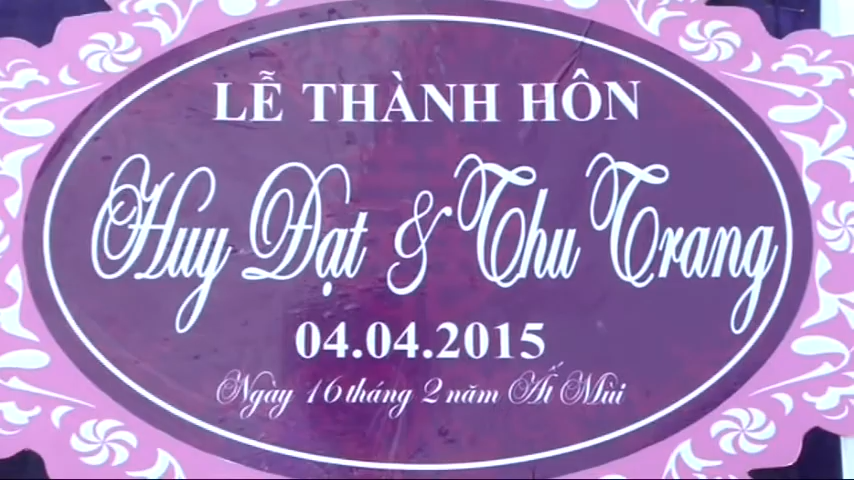 LỄ THÀNH HÔN
Huy Đạt & Thu Trang
04.04.2015
Ngày 16 tháng 2 năm Ất Mùi